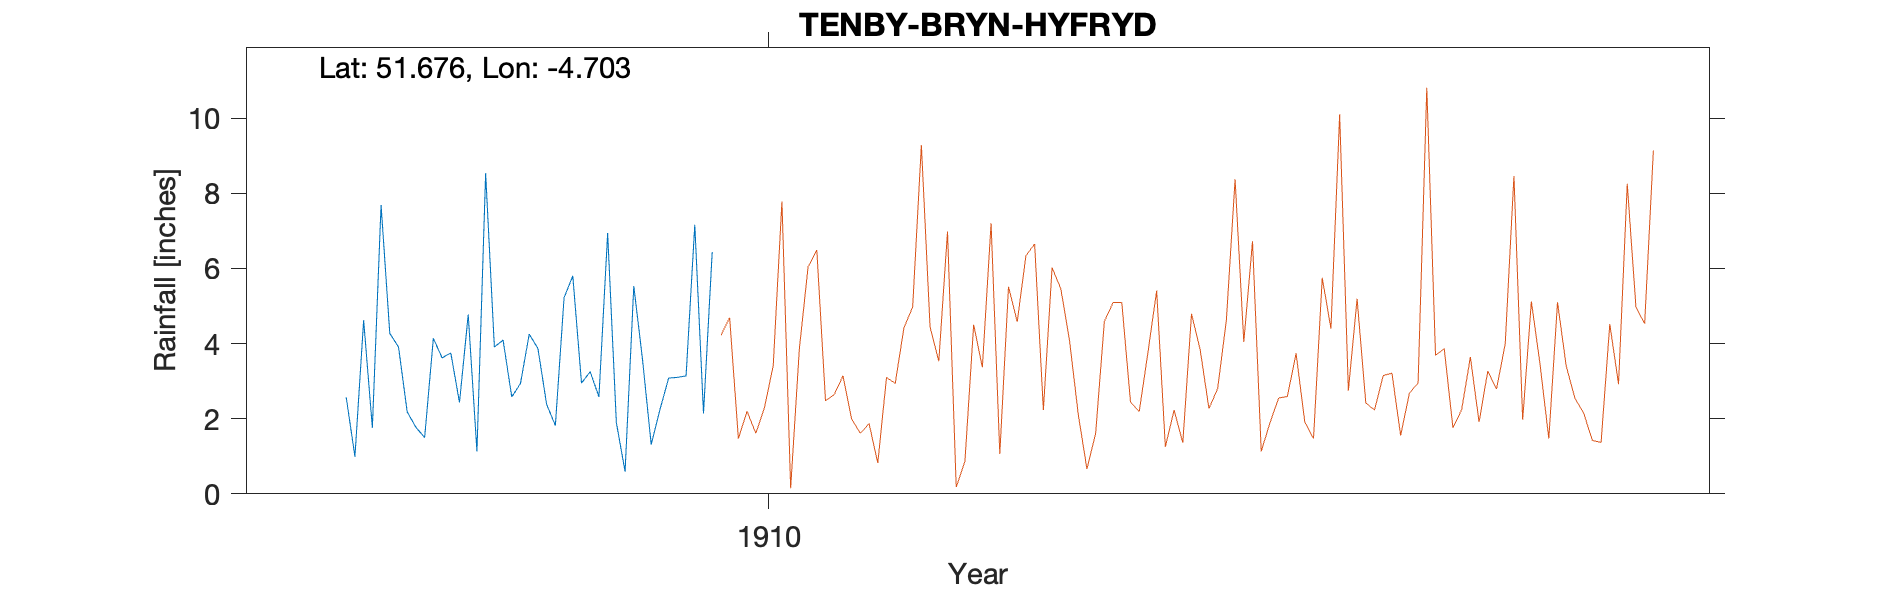 TENBY-BRYN-HYFRYD
Lat: 51.676, Lon: -4.703
10
8
6
4
2
0
Rainfall [inches]
1910
Year